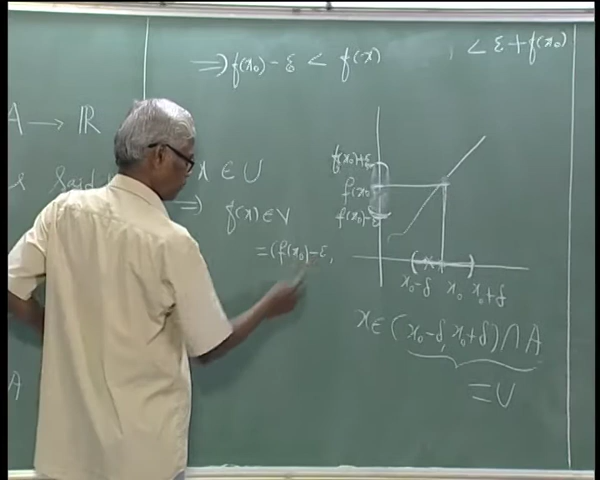 ⇒ f(x₀) - ε < f(x) < ε + f(x₀)
A → ℝ
x ∈ U
⇒ f(x) ∈ V
= (f(x₀) - ε,
f(x₀)+ε
f(x₀)
f(x₀)-ε
x₀-δ x₀ x₀+δ
x ∈ (x₀-δ, x₀+δ) ∩ A
= U
A